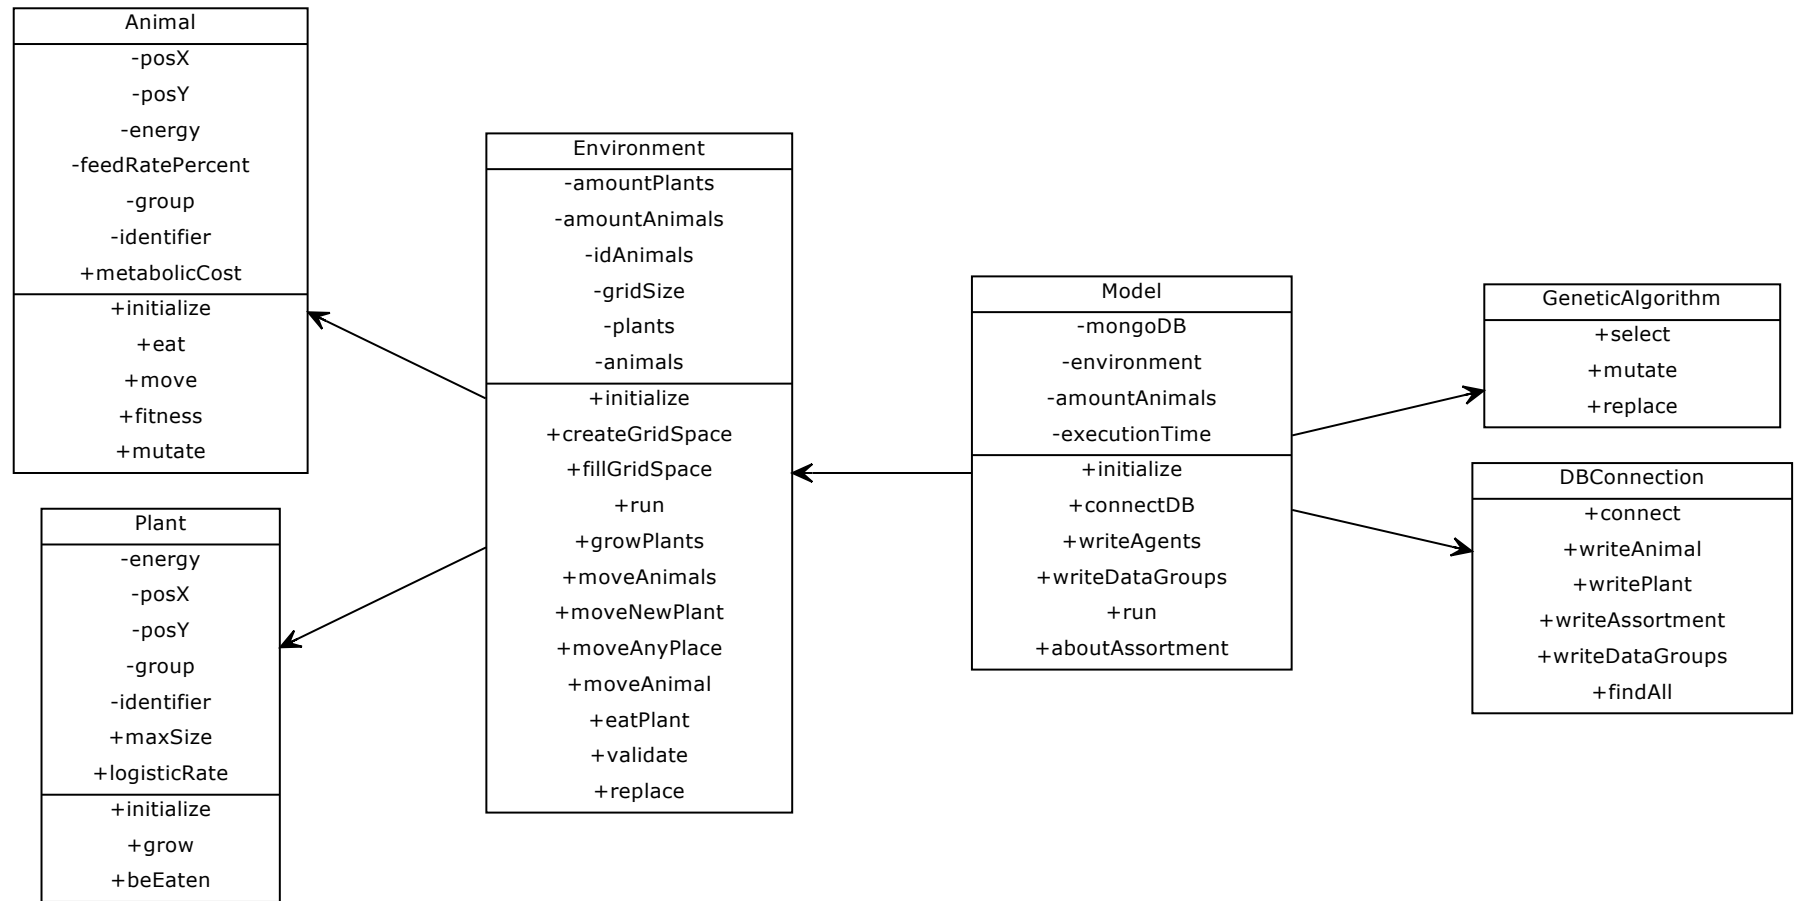 Animal
-posX
-posY
-energy
-feedRatePercent
-group
-identifier
+metabolicCost
+initialize
+eat
+move
+fitness
+mutate
Plant
-energy
-posX
-posY
-group
-identifier
+maxSize
+logisticRate
+initialize
+grow
+beEaten
Environment
-amountPlants
-amountAnimals
-idAnimals
-gridSize
-plants
-animals
+initialize
+createGridSpace
+fillGridSpace
+run
+growPlants
+moveAnimals
+moveNewPlant
+moveAnyPlace
+moveAnimal
+eatPlant
+validate
+replace
Model
-mongoDB
-environment
-amountAnimals
-executionTime
+initialize
+connectDB
+writeAgents
+writeDataGroups
+run
+aboutAssortment
GeneticAlgorithm
+select
+mutate
+replace
DBConnection
+connect
+writeAnimal
+writePlant
+writeAssortment
+writeDataGroups
+findAll